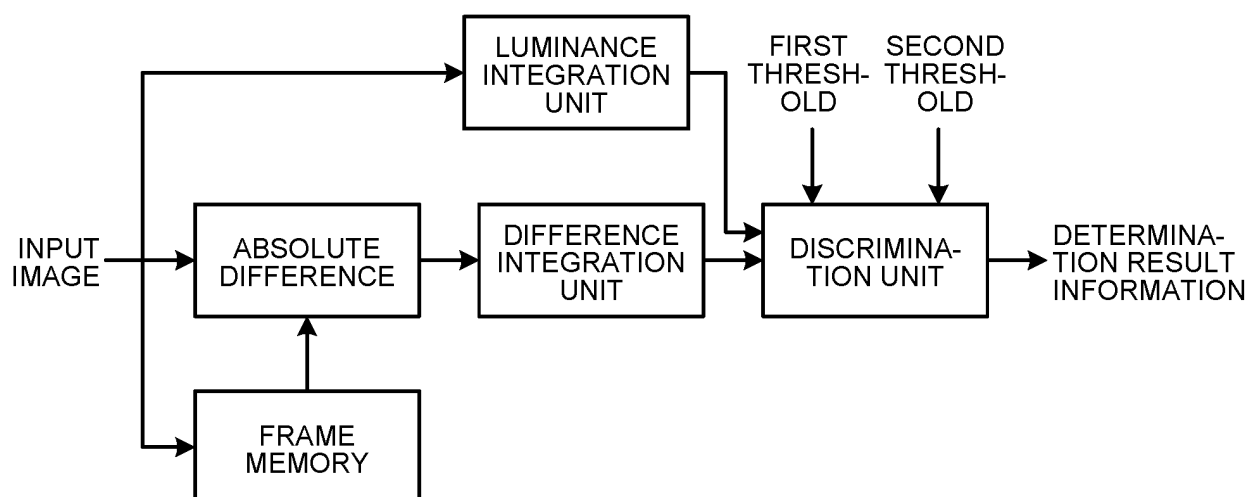 LUMINANCE
INTEGRATION
UNIT
FIRST
THRESH-
OLD
SECOND
THRESH-
OLD
INPUT
IMAGE
ABSOLUTE
DIFFERENCE
DIFFERENCE
INTEGRATION
UNIT
DISCRIMINA-
TION UNIT
DETERMINA-
TION RESULT
INFORMATION
FRAME
MEMORY